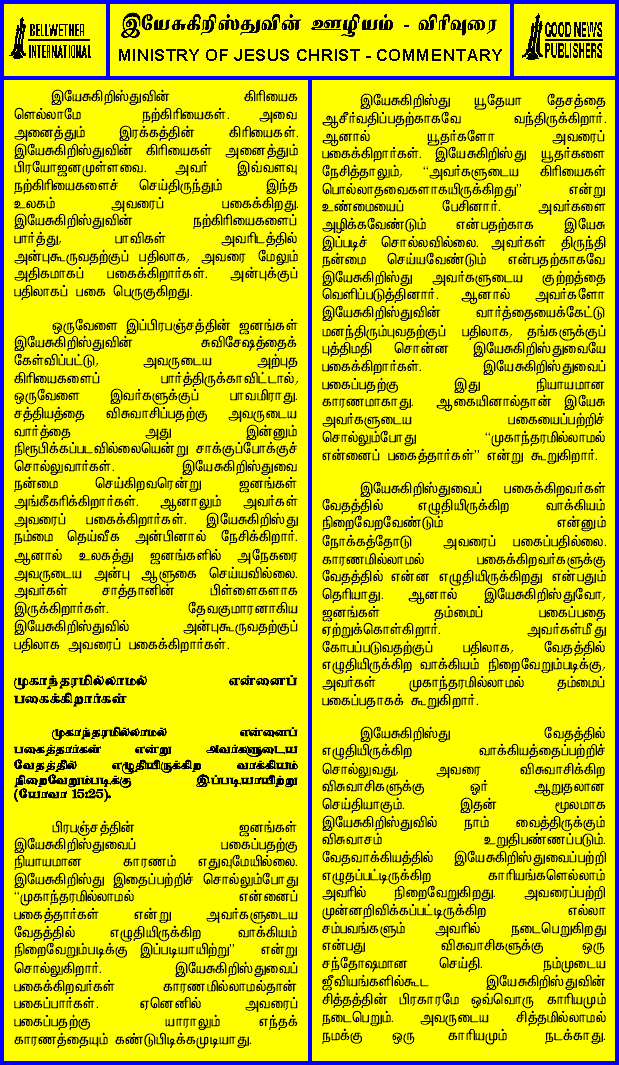 BELLWETHER
INTERNATIONAL
இயேசுகிறிஸ்துவின் ஊழியம் - விரிவுரை
MINISTRY OF JESUS CHRIST - COMMENTARY
GOOD NEWS
PUBLISHERS
இயேசுகிறிஸ்துவின் கிரியைக
ளெல்லாமே நற்கிரியைகள். அவை
அனைத்தும் இரக்கத்தின் கிரியைகள்.
இயேசுகிறிஸ்துவின் கிரியைகள் அனைத்தும்
பிரயோஜனமுள்ளவை. அவர் இவ்வளவு
நற்கிரியைகளைச் செய்திருந்தும் இந்த
உலகம் அவரைப் பகைக்கிறது.
இயேசுகிறிஸ்துவின் நற்கிரியைகளைப்
பார்த்து, பாவிகள் அவரிடத்தில்
அன்புகூருவதற்குப் பதிலாக, அவரை மேலும்
அதிகமாகப் பகைக்கிறார்கள். அன்புக்குப்
பதிலாகப் பகை பெருகுகிறது.
ஒருவேளை இப்பிரபஞ்சத்தின் ஜனங்கள்
இயேசுகிறிஸ்துவின் சுவிசேஷத்தைக்
கேள்விப்பட்டு, அவருடைய அற்புத
கிரியைகளைப் பார்த்திருக்காவிட்டால்,
ஒருவேளை இவர்களுக்குப் பாவமிராது.
சத்தியத்தை விசுவாசிப்பதற்கு அவருடைய
வார்த்தை அது இன்னும்
நிரூபிக்கப்படவில்லையென்று சாக்குப்போக்குச்
சொல்லுவார்கள். இயேசுகிறிஸ்துவை
நன்மை செய்கிறவரென்று ஜனங்கள்
அங்கீகரிக்கிறார்கள். ஆனாலும் அவர்கள்
அவரைப் பகைக்கிறார்கள். இயேசுகிறிஸ்து
நம்மை தெய்வீக அன்பினால் நேசிக்கிறார்.
ஆனால் உலகத்து ஜனங்களில் அநேகரை
அவருடைய அன்பு ஆளுகை செய்யவில்லை.
அவர்கள் சாத்தானின் பிள்ளைகளாக
இருக்கிறார்கள். தேவகுமாரனாகிய
இயேசுகிறிஸ்துவில் அன்புகூருவதற்குப்
பதிலாக அவரைப் பகைக்கிறார்கள்.
முகாந்தரமில்லாமல் என்னைப்
பகைக்கிறார்கள்
முகாந்தரமில்லாமல் என்னைப்
பகைத்தார்கள் என்று அவர்களுடைய
வேதத்தில் எழுதியிருக்கிற வாக்கியம்
நிறைவேறும்படிக்கு இப்படியாயிற்று
(யோவா 15:25).
பிரபஞ்சத்தின் ஜனங்கள்
இயேசுகிறிஸ்துவைப் பகைப்பதற்கு
நியாயமான காரணம் எதுவுமேயில்லை.
இயேசுகிறிஸ்து இதைப்பற்றிச் சொல்லும்போது
“முகாந்தரமில்லாமல் என்னைப்
பகைத்தார்கள் என்று அவர்களுடைய
வேதத்தில் எழுதியிருக்கிற வாக்கியம்
நிறைவேறும்படிக்கு இப்படியாயிற்று” என்று
சொல்லுகிறார். இயேசுகிறிஸ்துவைப்
பகைக்கிறவர்கள் காரணமில்லாமல்தான்
பகைப்பார்கள். ஏனெனில் அவரைப்
பகைப்பதற்கு யாராலும் எந்தக்
காரணத்தையும் கண்டுபிடிக்கமுடியாது.
இயேசுகிறிஸ்து யூதேயா தேசத்தை
ஆசீர்வதிப்பதற்காகவே வந்திருக்கிறார்.
ஆனால் யூதர்களோ அவரைப்
பகைக்கிறார்கள். இயேசுகிறிஸ்து யூதர்களை
நேசித்தாலும், “அவர்களுடைய கிரியைகள்
பொல்லாதவைகளாகயிருக்கிறது” என்று
உண்மையைப் பேசினார். அவர்களை
அழிக்கவேண்டும் என்பதற்காக இயேசு
இப்படிச் சொல்லவில்லை. அவர்கள் திருந்தி
நன்மை செய்யவேண்டும் என்பதற்காகவே
இயேசுகிறிஸ்து அவர்களுடைய குற்றத்தை
வெளிப்படுத்தினார். ஆனால் அவர்களோ
இயேசுகிறிஸ்துவின் வார்த்தையைக்கேட்டு
மனந்திரும்புவதற்குப் பதிலாக, தங்களுக்குப்
புத்திமதி சொன்ன இயேசுகிறிஸ்துவையே
பகைக்கிறார்கள். இயேசுகிறிஸ்துவைப்
பகைப்பதற்கு இது நியாயமான
காரணமாகாது. ஆகையினால்தான் இயேசு
அவர்களுடைய பகையைப்பற்றிச்
சொல்லும்போது “முகாந்தரமில்லாமல்
என்னைப் பகைத்தார்கள்” என்று கூறுகிறார்.
இயேசுகிறிஸ்துவைப் பகைக்கிறவர்கள்
வேதத்தில் எழுதியிருக்கிற வாக்கியம்
நிறைவேறவேண்டும் என்னும்
நோக்கத்தோடு அவரைப் பகைப்பதில்லை.
காரணமில்லாமல் பகைக்கிறவர்களுக்கு
வேதத்தில் என்ன எழுதியிருக்கிறது என்பதும்
தெரியாது. ஆனால் இயேசுகிறிஸ்துவோ,
ஜனங்கள் தம்மைப் பகைப்பதை
ஏற்றுக்கொள்கிறார். அவர்கள்மீது
கோபப்படுவதற்குப் பதிலாக, வேதத்தில்
எழுதியிருக்கிற வாக்கியம் நிறைவேறும்படிக்கு,
அவர்கள் முகாந்தரமில்லாமல் தம்மைப்
பகைப்பதாகக் கூறுகிறார்.
இயேசுகிறிஸ்து வேதத்தில்
எழுதியிருக்கிற வாக்கியத்தைப்பற்றிச்
சொல்லுவது, அவரை விசுவாசிக்கிற
விசுவாசிகளுக்கு ஓர் ஆறுதலான
செய்தியாகும். இதன் மூலமாக
இயேசுகிறிஸ்துவில் நாம் வைத்திருக்கும்
விசுவாசம் உறுதிபண்ணப்படும்.
வேதவாக்கியத்தில் இயேசுகிறிஸ்துவைப்பற்றி
எழுதப்பட்டிருக்கிற காரியங்களெல்லாம்
அவரில் நிறைவேறுகிறது. அவரைப்பற்றி
முன்னறிவிக்கப்பட்டிருக்கிற எல்லா
சம்பவங்களும் அவரில் நடைபெறுகிறது
என்பது விசுவாசிகளுக்கு ஒரு
சந்தோஷமான செய்தி. நம்முடைய
ஜீவியங்களில்கூட இயேசுகிறிஸ்துவின்
சித்தத்தின் பிரகாரமே ஒவ்வொரு காரியமும்
நடைபெறும். அவருடைய சித்தமில்லாமல்
நமக்கு ஒரு காரியமும் நடக்காது.